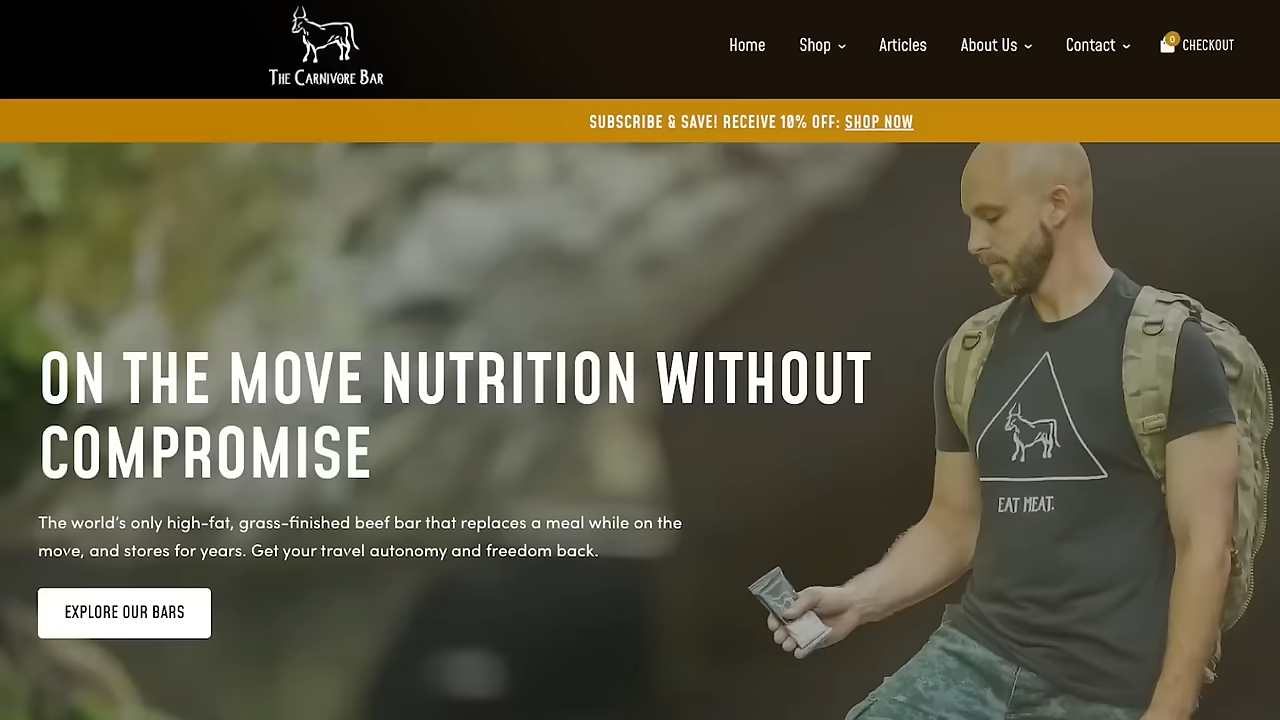 The Carnivore Bar
Home
Shop
Articles
About Us
Contact
0
CHECKOUT
SUBSCRIBE & SAVE! RECEIVE 10% OFF: SHOP NOW
ON THE MOVE NUTRITION WITHOUT
COMPROMISE
The world's only high-fat, grass-finished beef bar that replaces a meal while on the
move, and stores for years. Get your travel autonomy and freedom back.
EXPLORE OUR BARS
EAT MEAT.